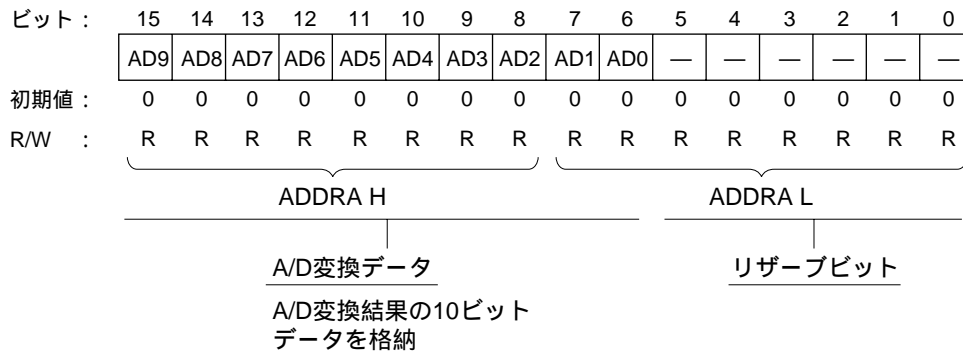 ビット : 15 14 13 12 11 10 9 8 7 6 5 4 3 2 1 0
AD9 AD8 AD7 AD6 AD5 AD4 AD3 AD2 AD1 AD0 — — — — — —
初期値 : 0 0 0 0 0 0 0 0 0 0 0 0 0 0 0 0
R/W : R R R R R R R R R R R R R R R R
ADDRA H ADDRA L
A/D変換データ リザーブビット
A/D変換結果の10ビット
データを格納